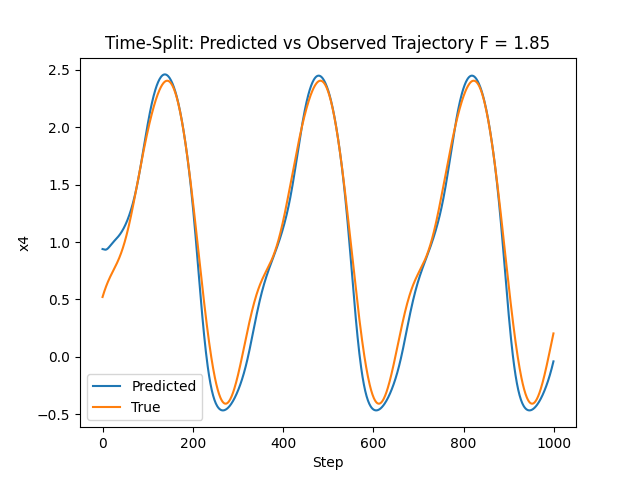 Time-Split: Predicted vs Observed Trajectory F = 1.85
2.5
2.0
1.5
1.0
0.5
0.0
−0.5
x4
Predicted
True
0 200 400 600 800 1000
Step